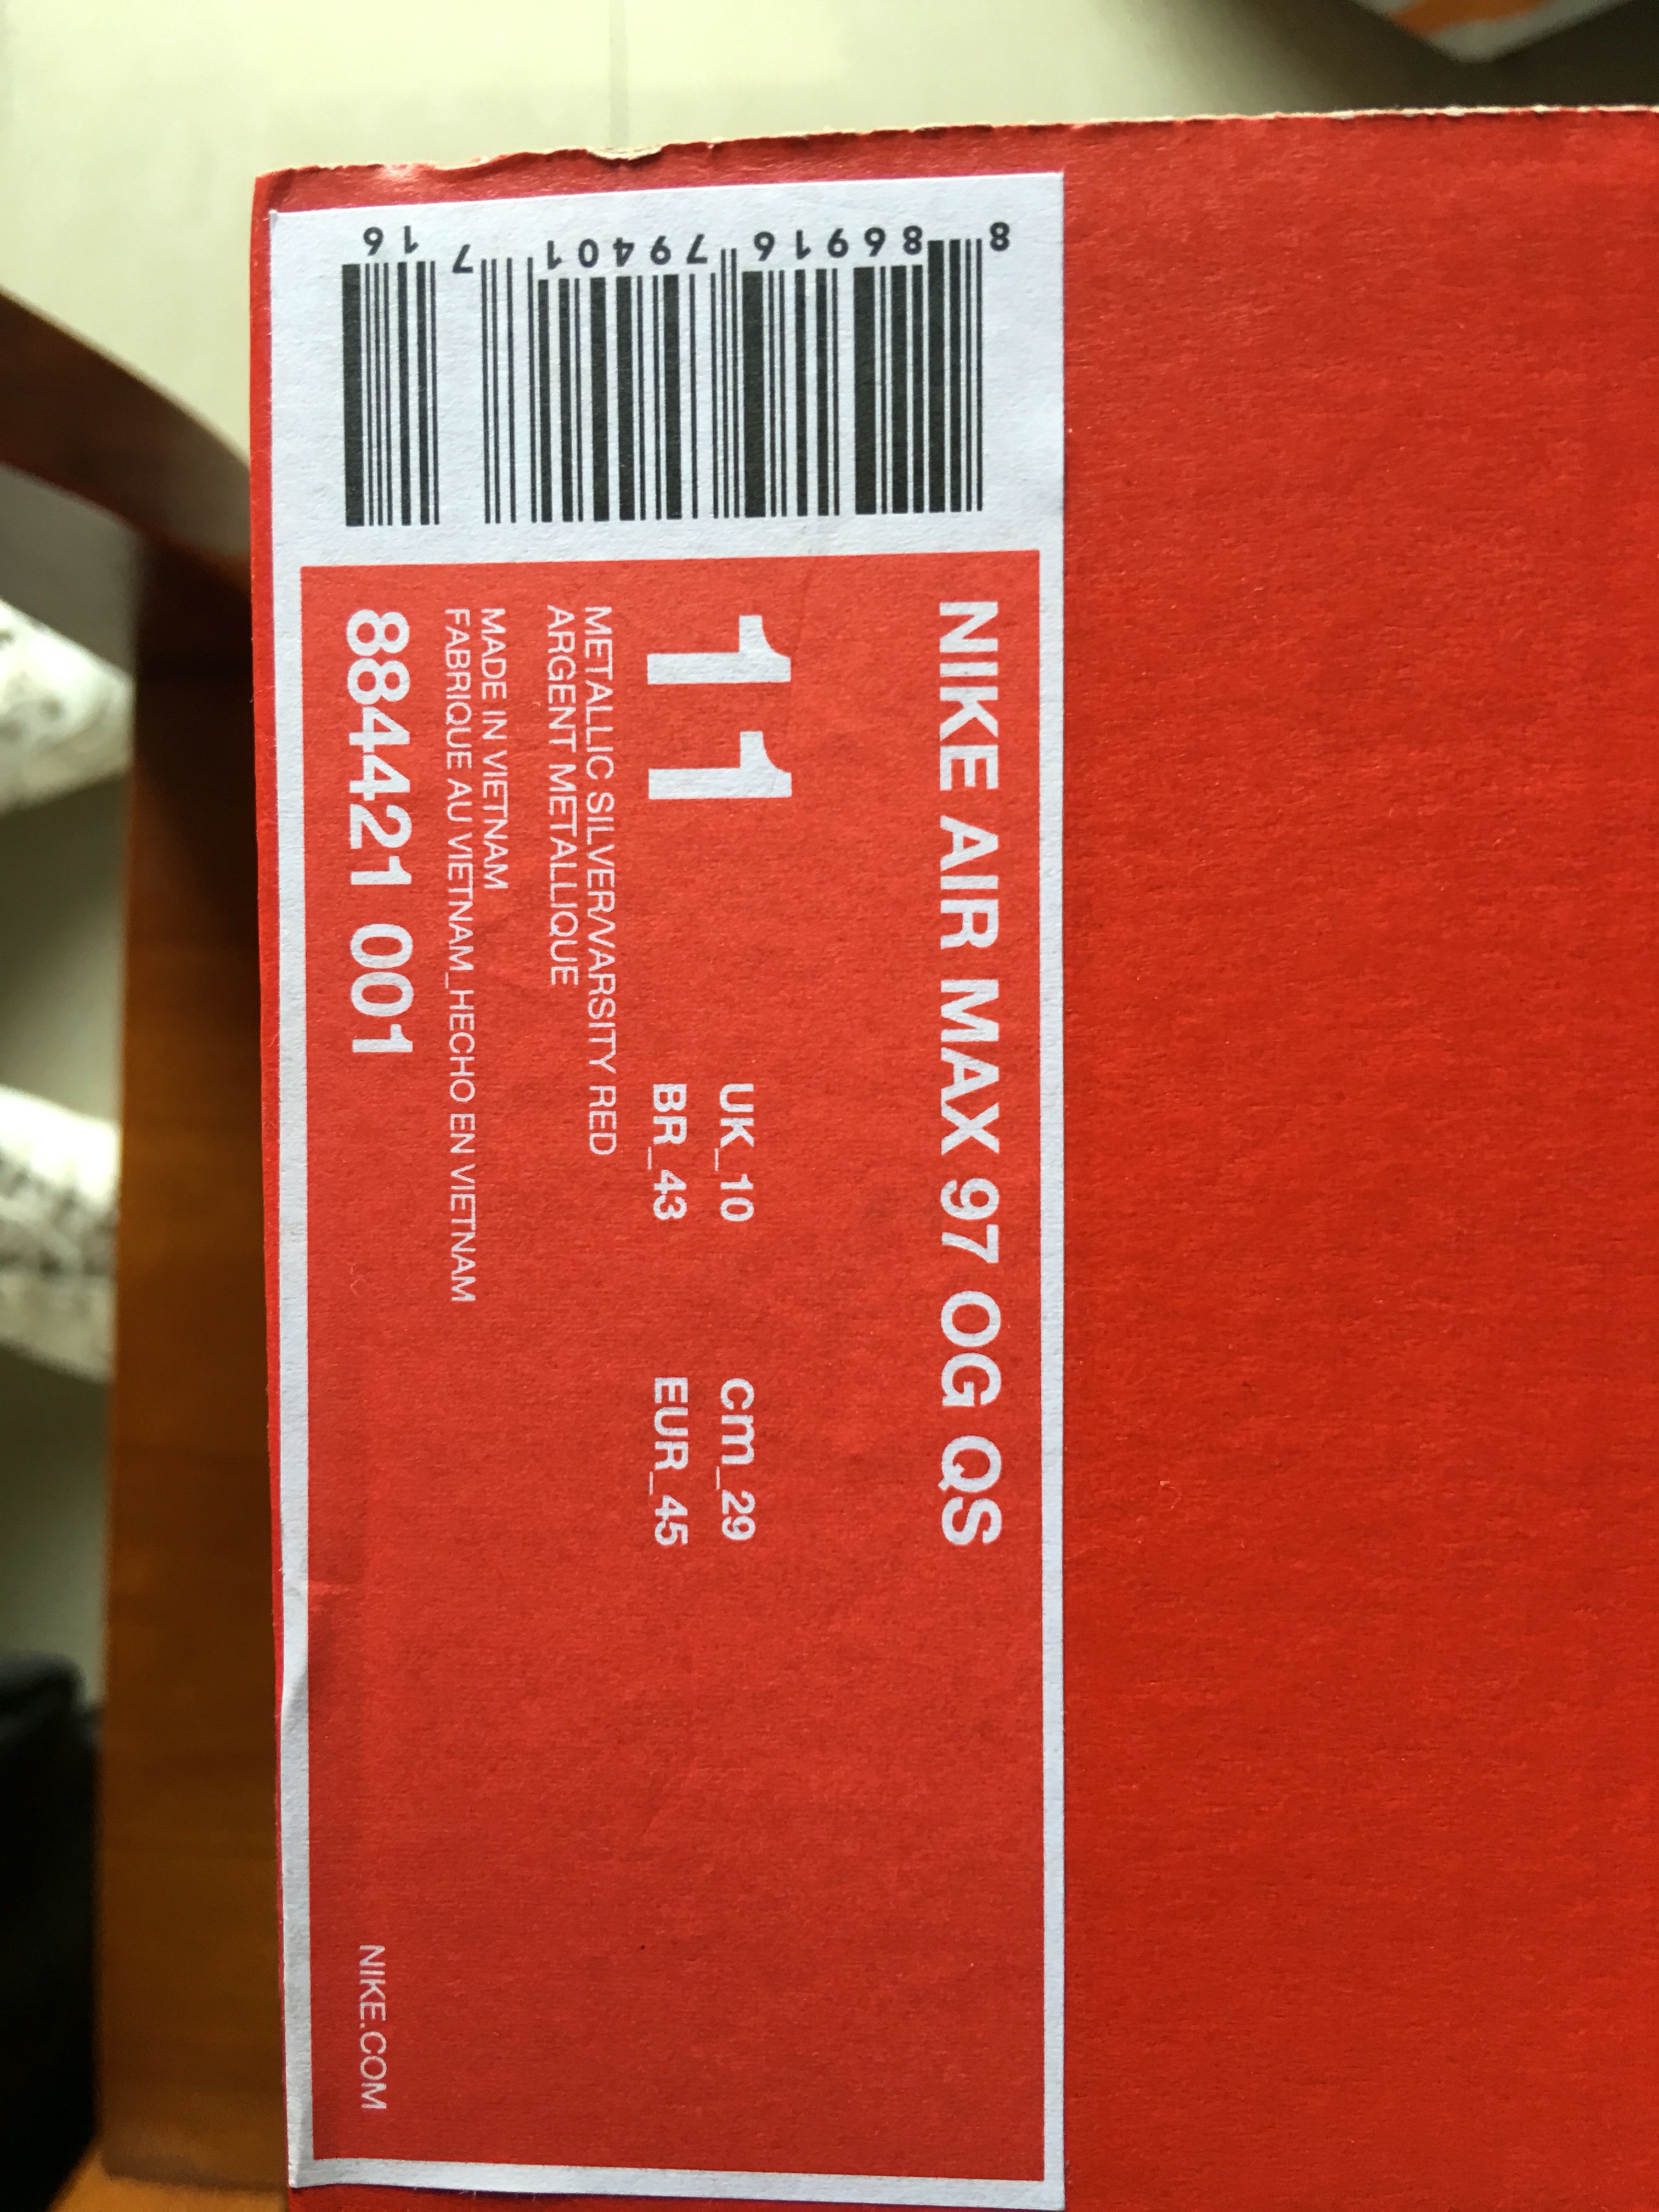 NIKE AIR MAX 97 OG QS
11
UK_10
Cm_29
BR_43
EUR_45
METALLIC SILVER/VARSITY RED
ARGENT METALLIQUE
MADE IN VIETNAM
FABRIQUE AU VIETNAM_HECHO EN VIETNAM
884421 001
NIKE.COM
8 86916 79401 7 16